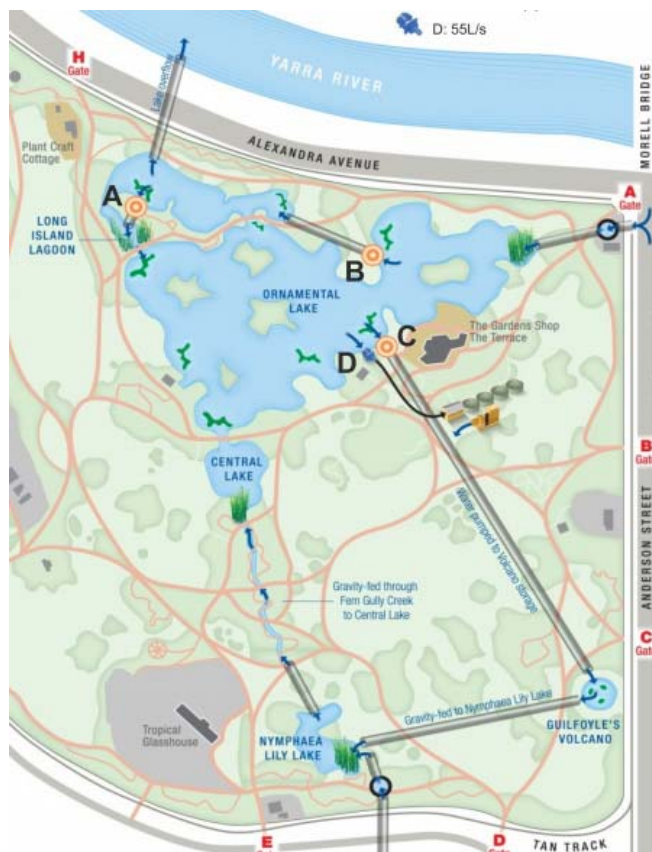 D: 55L/s
H
Gate
YARRA RIVER
Lake overflow
MORELL BRIDGE
Plant Craft
Cottage
ALEXANDRA AVENUE
A
A
Gate
LONG
ISLAND
LAGOON
B
ORNAMENTAL
LAKE
C
The Gardens Shop
The Terrace
D
B
Gate
CENTRAL
LAKE
Water pumped to Volcano storage
ANDERSON STREET
Gravity-fed through
Fern Gully Creek
to Central Lake
C
Gate
Gravity-fed to Nymphaea Lily Lake
GUILFOYLE'S
VOLCANO
Tropical
Glasshouse
NYMPHAEA
LILY LAKE
E
D
Gate
TAN TRACK